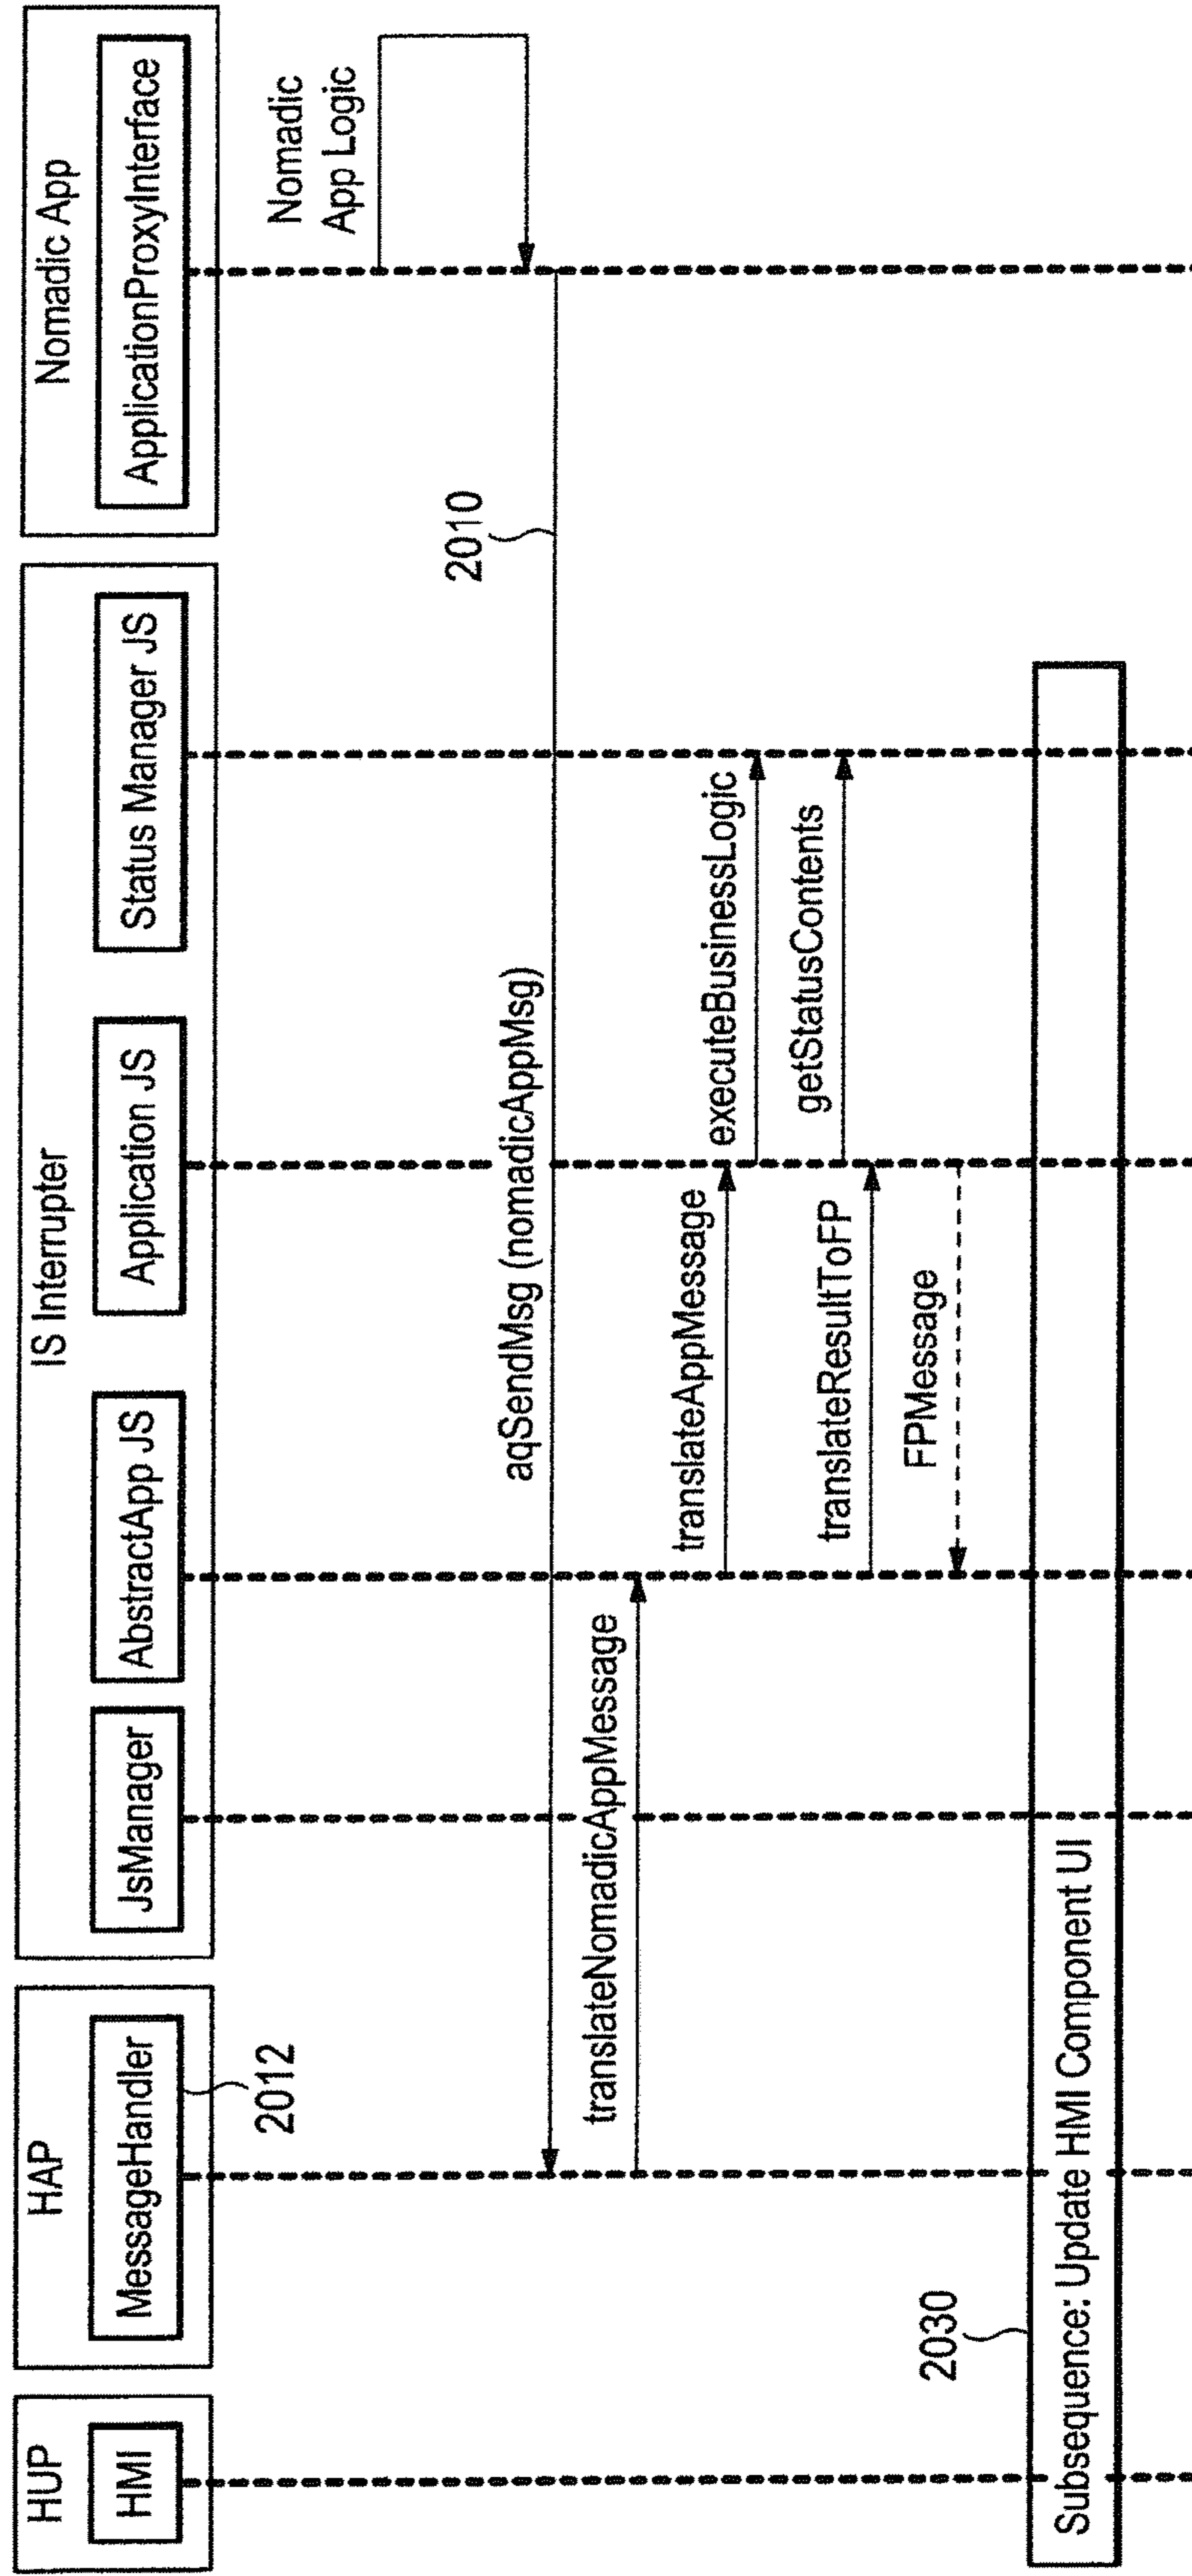 HUP
HAP
IS Interrupter
Nomadic App
HMI
MessageHandler
JsManager
AbstractApp JS
Application JS
Status Manager JS
ApplicationProxyInterface
2012
Nomadic
App Logic
2010
aqSendMsg (nomadicAppMsg)
translateNomadicAppMessage
translateAppMessage
executeBusinessLogic
getStatusContents
translateResultToFP
FPMessage
2030
Subsequence: Update HMI Component UI